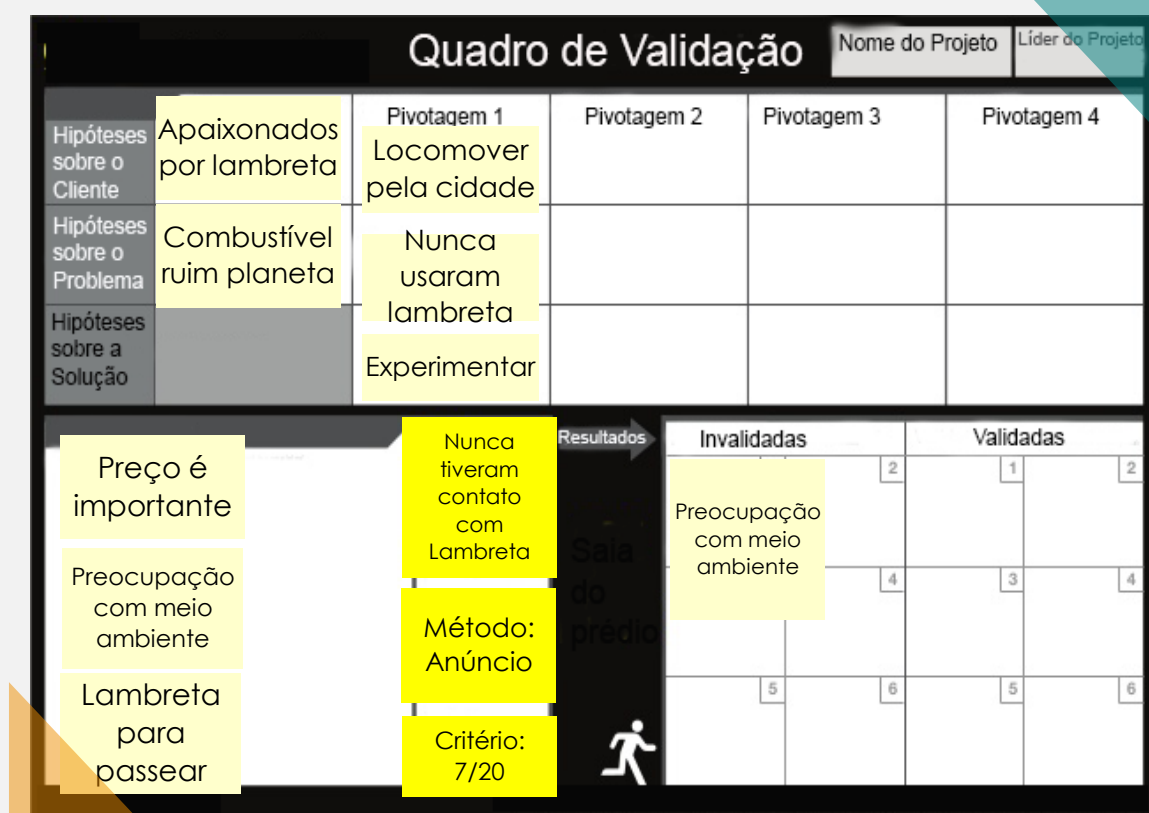 Quadro de Validação
Nome do Projeto
Líder do Projeto
Hipóteses
sobre o
Cliente
Apaixonados
por lambreta
Pivotagem 1
Locomover
pela cidade
Pivotagem 2
Pivotagem 3
Pivotagem 4
Hipóteses
sobre o
Problema
Combustível
ruim planeta
Nunca
usaram
lambreta
Hipóteses
sobre a
Solução
Experimentar
Preço é
importante
Preocupação
com meio
ambiente
Lambreta
para
passear
Nunca
tiveram
contato
com
Lambreta
Método:
Anúncio
Critério:
7/20
Resultados
Saia
do
prédio
Invalidadas
Validadas
Preocupação
com meio
ambiente
2
1
2
4
3
4
5
6
5
6